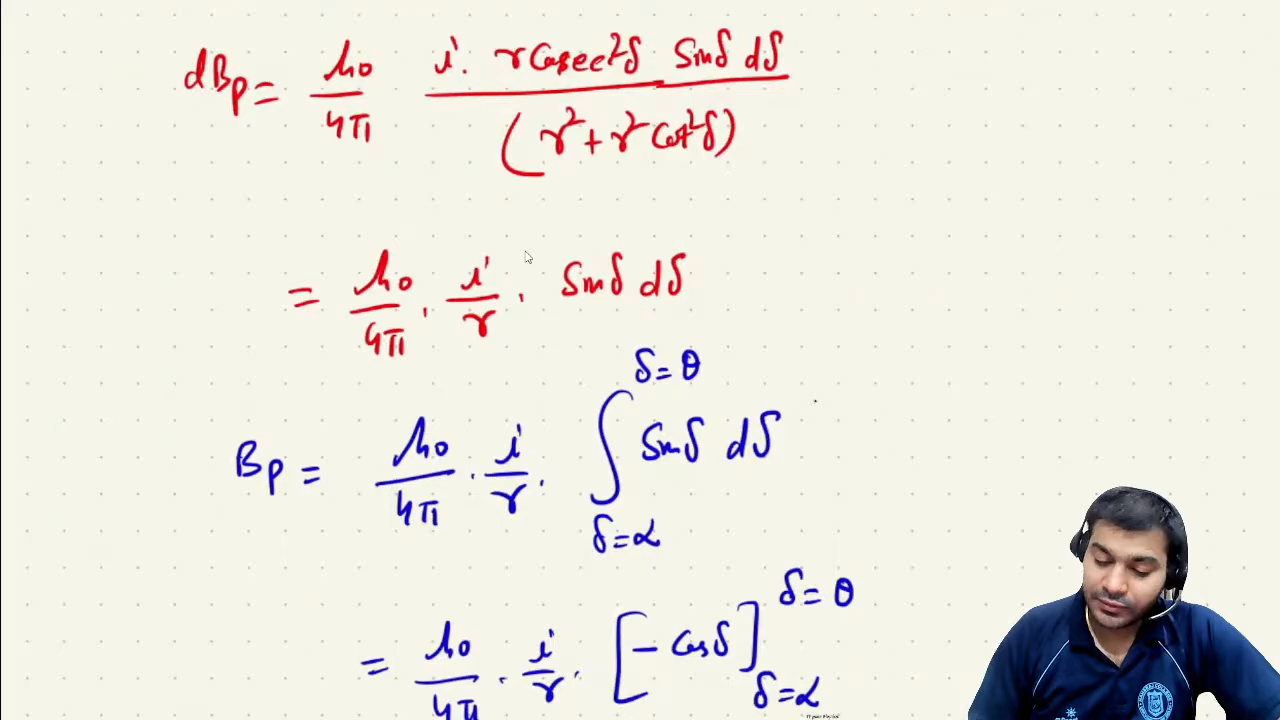 dBp = μ0/4π i. r Cosec²δ Sinδ dδ / (r² + r² Cot²δ)
= μ0/4π . i/r . Sinδ dδ
Bp = μ0/4π . i/r . ∫ δ=α δ=θ Sinδ dδ
= μ0/4π . i/r . [– Cosδ] δ=α δ=θ